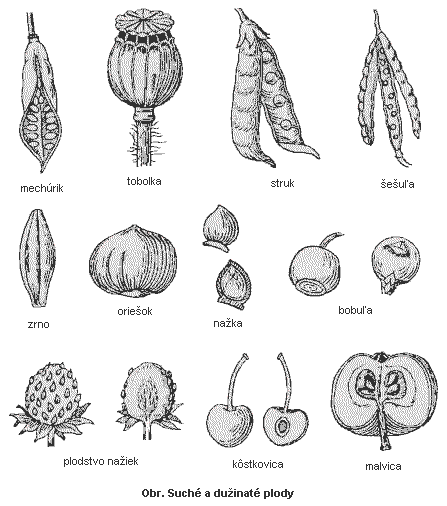 mechúrik
tobolka
struk
šešuľa
zrno
oriešok
nažka
bobuľa
plodstvo nažiek
kôstkovica
malvica
Obr. Suché a dužinaté plody